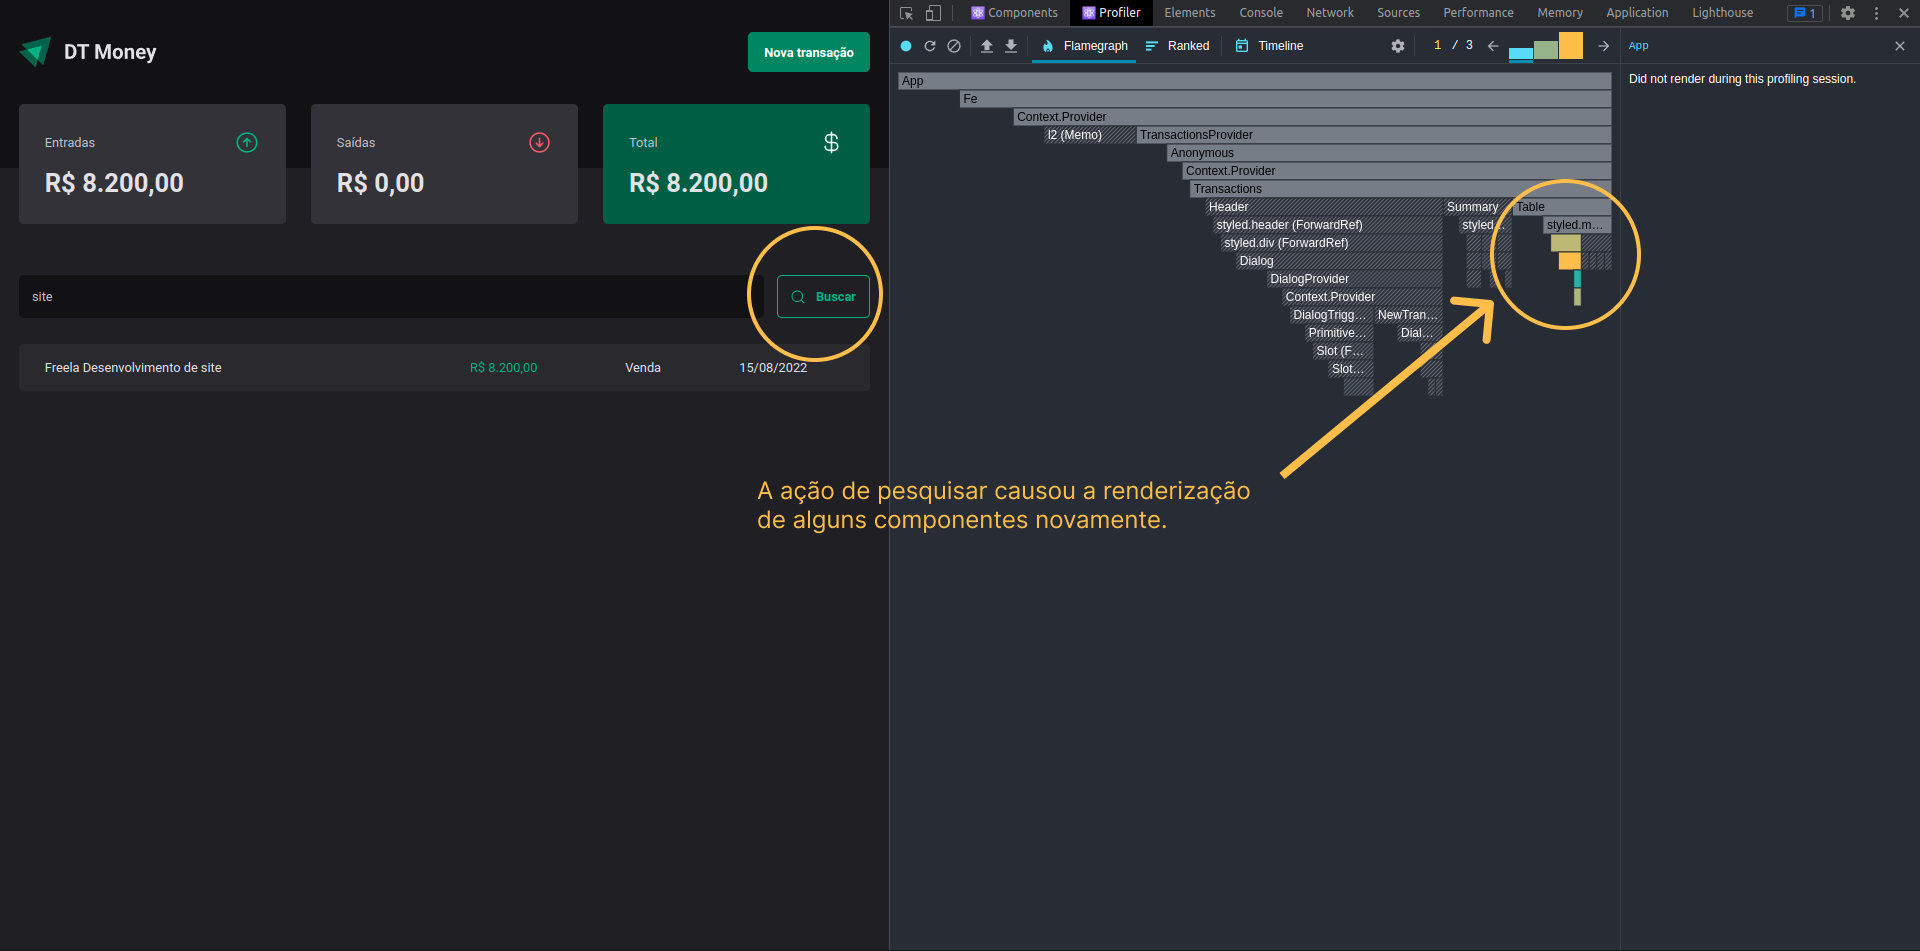 DT Money
Nova transação
Entradas
R$ 8.200,00
Saídas
R$ 0,00
Total
R$ 8.200,00
site
Buscar
Freela Desenvolvimento de site R$ 8.200,00 Venda 15/08/2022
Components Profiler Elements Console Network Sources Performance Memory Application Lighthouse 1
Flamegraph Ranked Timeline 1 / 3
App
Did not render during this profiling session.
App
Fe
Context.Provider
l2 (Memo) TransactionsProvider
Anonymous
Context.Provider
Transactions
Header Summary Table
styled.header (ForwardRef) styled... styled.m...
styled.div (ForwardRef)
Dialog
DialogProvider
Context.Provider
DialogTrigg... NewTran...
Primitive... Dial...
Slot (F...
Slot...
A ação de pesquisar causou a renderização
de alguns componentes novamente.